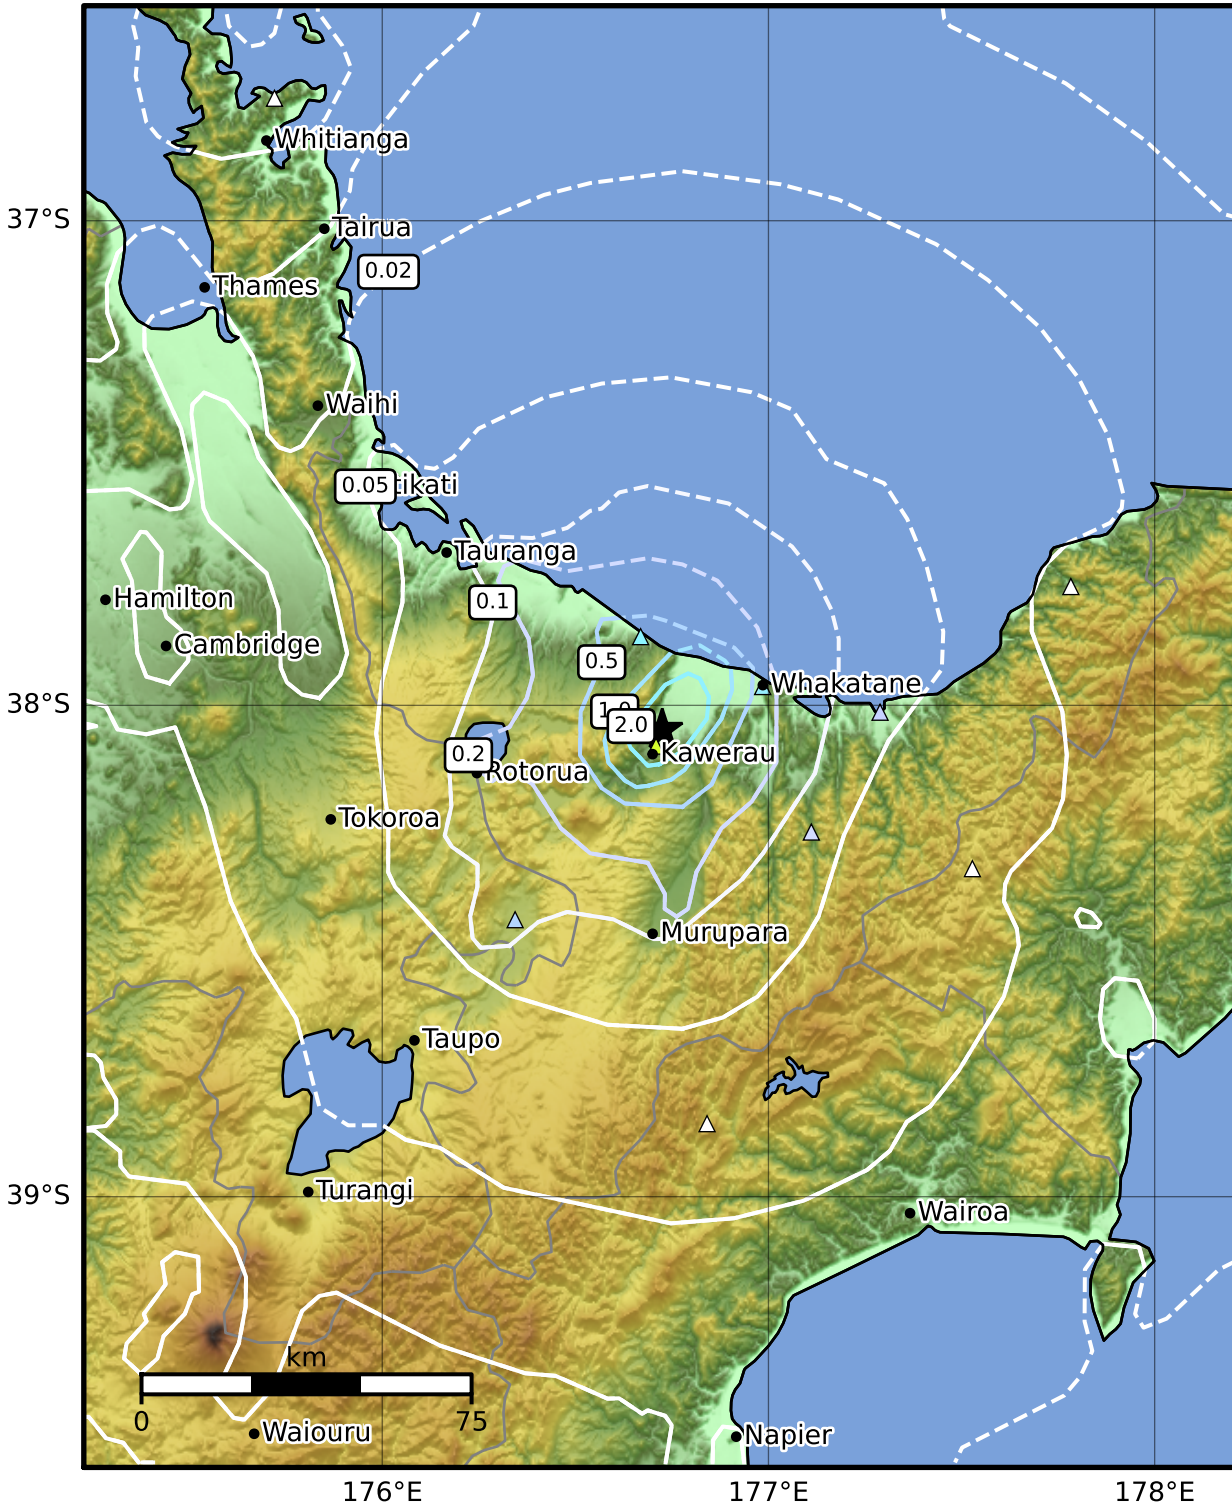 Whitianga
37°S
Tairua
0.02
Thames
Waihi
0.05
tikati
Tauranga
0.1
Hamilton
Cambridge
0.5
Whakatane
38°S
2.0
0.2
Kawerau
Rotorua
Tokoroa
Murupara
Taupo
39°S
Turangi
Wairoa
km
0
75
Waiouru
Napier
176°E
177°E
178°E